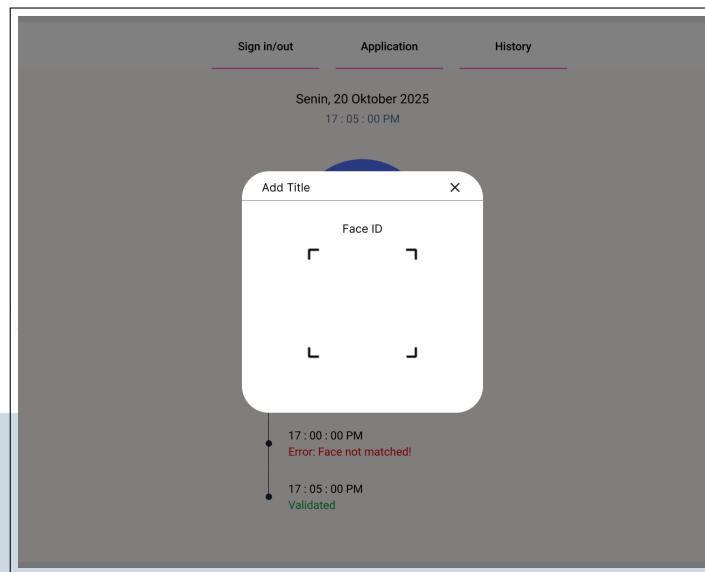 Sign in/out Application History
Senin, 20 Oktober 2025
17 : 05 : 00 PM
Add Title
Face ID
17 : 00 : 00 PM
Error: Face not matched!
17 : 05 : 00 PM
Validated